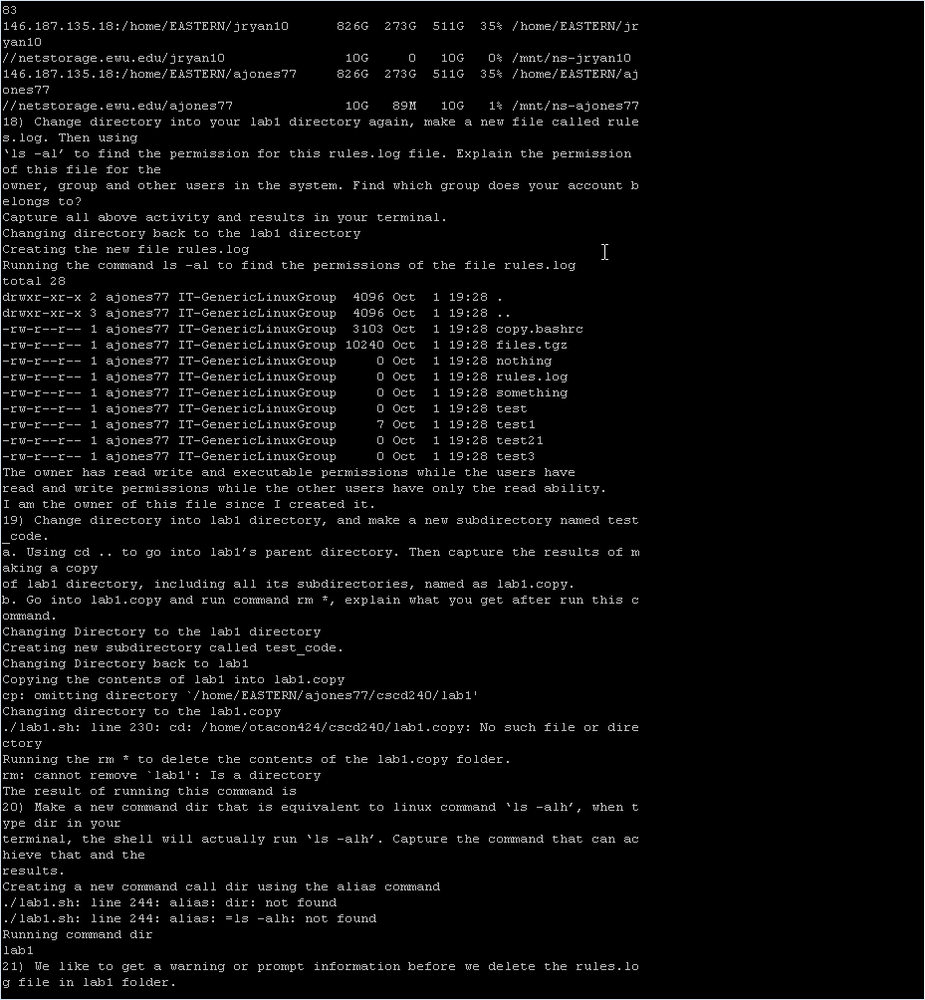 83
146.187.135.18:/home/EASTERN/jryan10      826G  273G  511G  35% /home/EASTERN/jr
yan10
//netstorage.ewu.edu/jryan10               10G     0   10G   0% /mnt/ns-jryan10
146.187.135.18:/home/EASTERN/ajones77     826G  273G  511G  35% /home/EASTERN/aj
ones77
//netstorage.ewu.edu/ajones77              10G   89M   10G   1% /mnt/ns-ajones77
18) Change directory into your lab1 directory again, make a new file called rule
s.log. Then using
‘ls –al’ to find the permission for this rules.log file. Explain the permission
of this file for the
owner, group and other users in the system. Find which group does your account b
elongs to?
Capture all above activity and results in your terminal.
Changing directory back to the lab1 directory
Creating the new file rules.log
Running the command ls -al to find the permissions of the file rules.log
total 28
drwxr-xr-x 2 ajones77 IT-GenericLinuxGroup  4096 Oct  1 19:28 .
drwxr-xr-x 3 ajones77 IT-GenericLinuxGroup  4096 Oct  1 19:28 ..
-rw-r--r-- 1 ajones77 IT-GenericLinuxGroup  3103 Oct  1 19:28 copy.bashrc
-rw-r--r-- 1 ajones77 IT-GenericLinuxGroup 10240 Oct  1 19:28 files.tgz
-rw-r--r-- 1 ajones77 IT-GenericLinuxGroup     0 Oct  1 19:28 nothing
-rw-r--r-- 1 ajones77 IT-GenericLinuxGroup     0 Oct  1 19:28 rules.log
-rw-r--r-- 1 ajones77 IT-GenericLinuxGroup     0 Oct  1 19:28 something
-rw-r--r-- 1 ajones77 IT-GenericLinuxGroup     0 Oct  1 19:28 test
-rw-r--r-- 1 ajones77 IT-GenericLinuxGroup     7 Oct  1 19:28 test1
-rw-r--r-- 1 ajones77 IT-GenericLinuxGroup     0 Oct  1 19:28 test21
-rw-r--r-- 1 ajones77 IT-GenericLinuxGroup     0 Oct  1 19:28 test3
The owner has read write and executable permissions while the users have
read and write permissions while the other users have only the read ability.
I am the owner of this file since I created it.
19) Change directory into lab1 directory, and make a new subdirectory named test
_code.
a. Using cd .. to go into lab1’s parent directory. Then capture the results of m
aking a copy
of lab1 directory, including all its subdirectories, named as lab1.copy.
b. Go into lab1.copy and run command rm *, explain what you get after run this c
ommand.
Changing Directory to the lab1 directory
Creating new subdirectory called test_code.
Changing Directory back to lab1
Copying the contents of lab1 into lab1.copy
cp: omitting directory `/home/EASTERN/ajones77/cscd240/lab1'
Changing directory to the lab1.copy
./lab1.sh: line 230: cd: /home/otacon424/cscd240/lab1.copy: No such file or dire
ctory
Running the rm * to delete the contents of the lab1.copy folder.
rm: cannot remove `lab1': Is a directory
The result of running this command is
20) Make a new command dir that is equivalent to linux command ‘ls –alh’, when t
ype dir in your
terminal, the shell will actually run ‘ls –alh’. Capture the command that can ac
hieve that and the
results.
Creating a new command call dir using the alias command
./lab1.sh: line 244: alias: dir: not found
./lab1.sh: line 244: alias: =ls -alh: not found
Running command dir
lab1
21) We like to get a warning or prompt information before we delete the rules.lo
g file in lab1 folder.